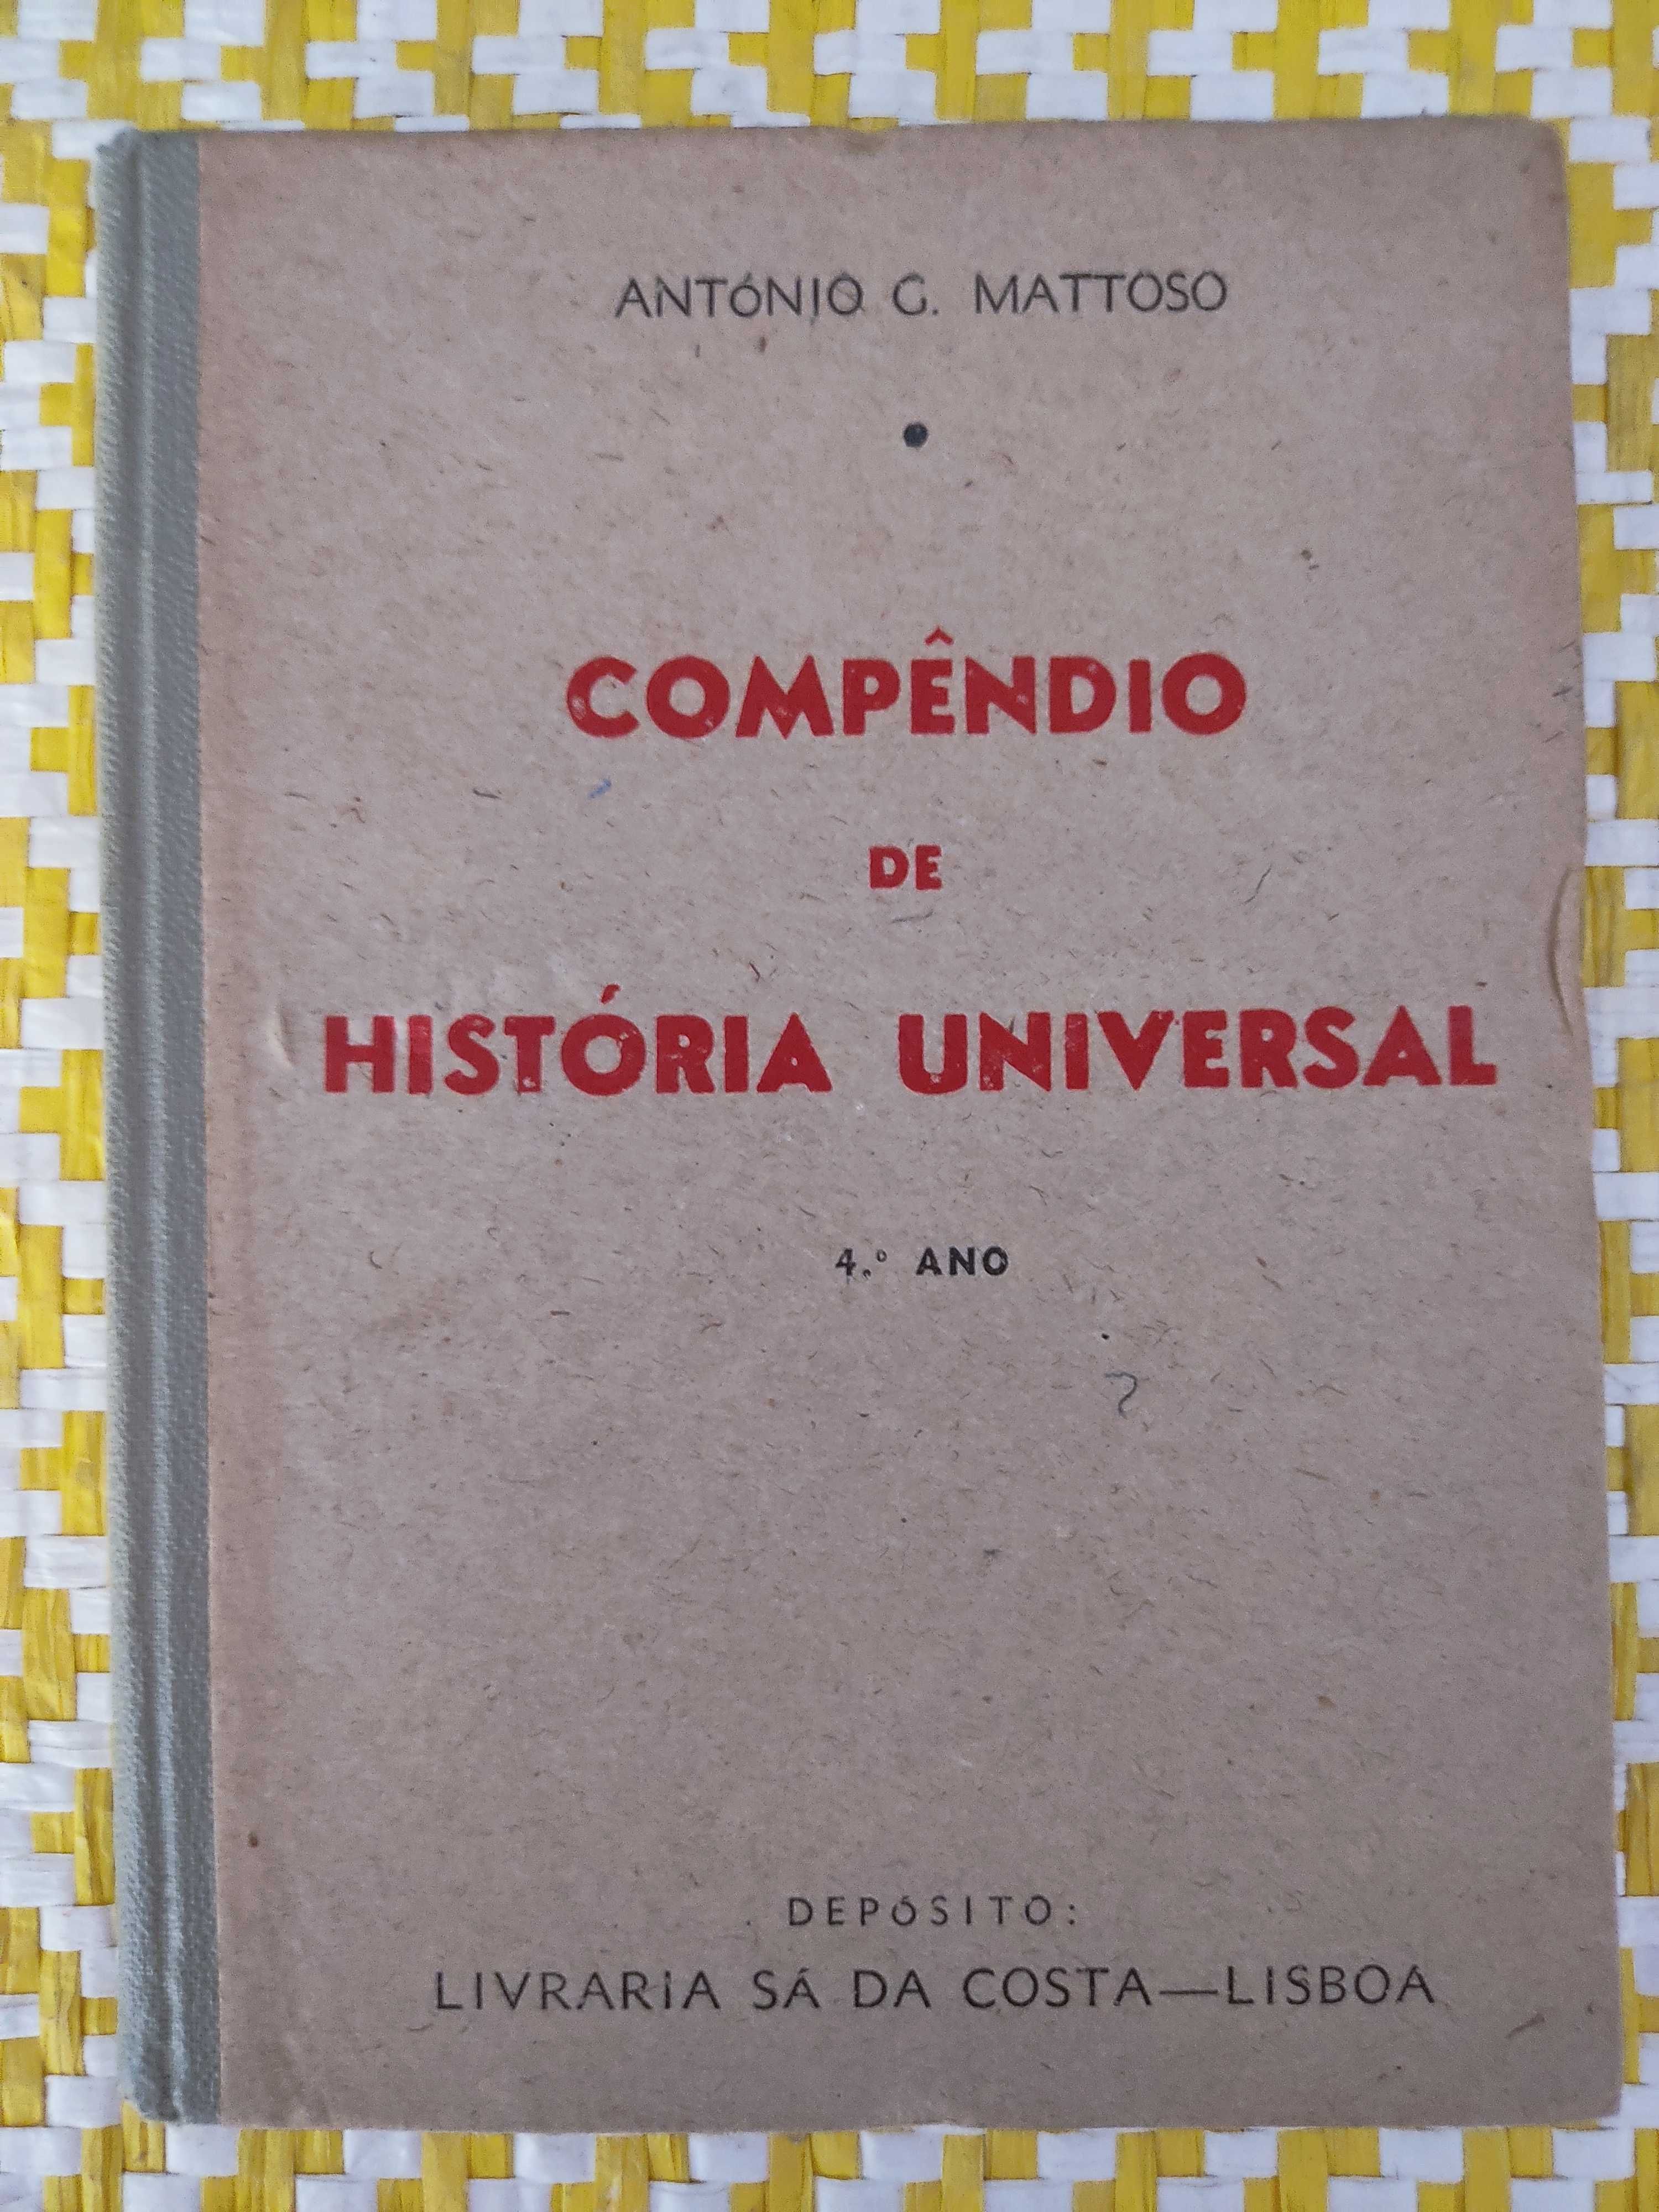 ANTÓNIO G. MATTOSO
COMPÊNDIO
DE
HISTÓRIA UNIVERSAL
4.º ANO
DEPÓSITO:
LIVRARIA SÁ DA COSTA—LISBOA